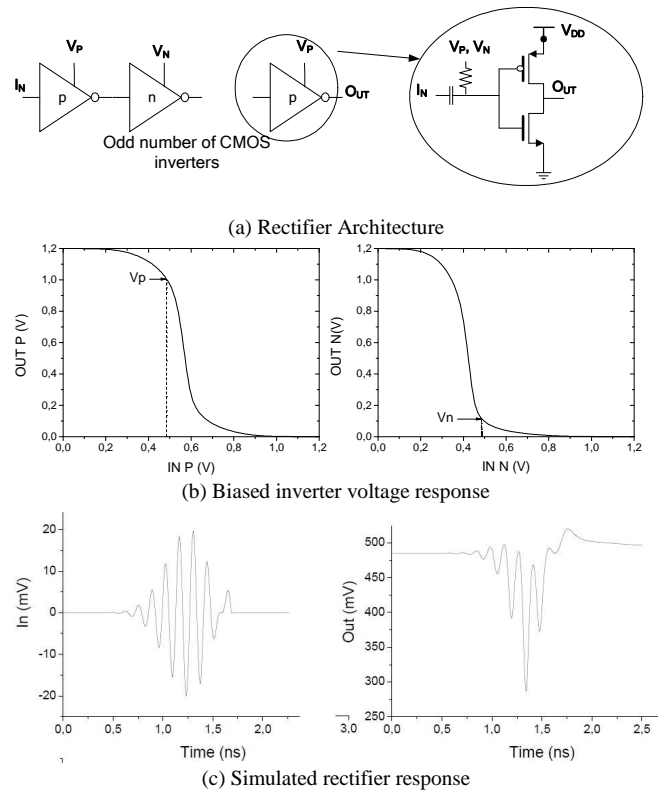 V_P
V_N
V_P
V_P, V_N
V_DD
I_N
p
n
p
O_UT
I_N
O_UT
Odd number of CMOS
inverters
(a) Rectifier Architecture
1,2
1,0
0,8
0,6
0,4
0,2
0,0
OUT P (V)
Vp
0,0 0,2 0,4 0,6 0,8 1,0 1,2
IN P (V)
1,2
1,0
0,8
0,6
0,4
0,2
0,0
OUT N(V)
Vn
0,0 0,2 0,4 0,6 0,8 1,0 1,2
IN N (V)
(b) Biased inverter voltage response
20
10
0
-10
-20
In (mV)
0,0 0,5 1,0 1,5 2,0
Time (ns)
3,0
500
450
400
350
300
250
Out (mV)
0,0 0,5 1,0 1,5 2,0 2,5
Time (ns)
(c) Simulated rectifier response